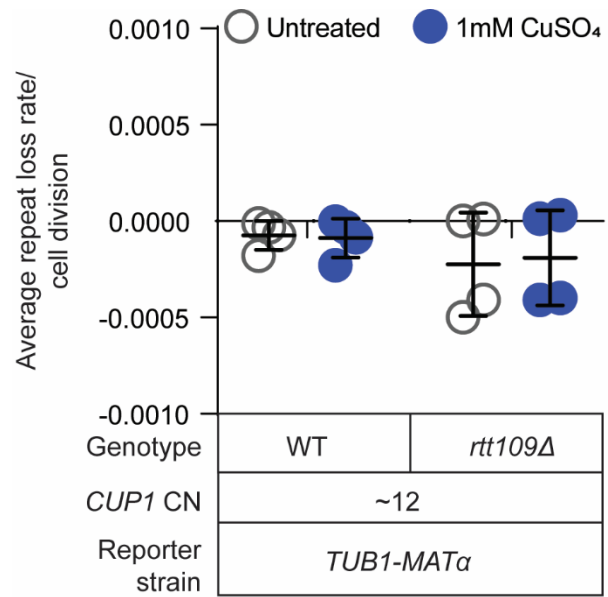 Untreated 1mM CuSO₄
Average repeat loss rate/
cell division
0.0010
0.0005
0.0000
-0.0005
-0.0010
Genotype WT rtt109Δ
CUP1 CN ~12
Reporter
strain TUB1-MATα